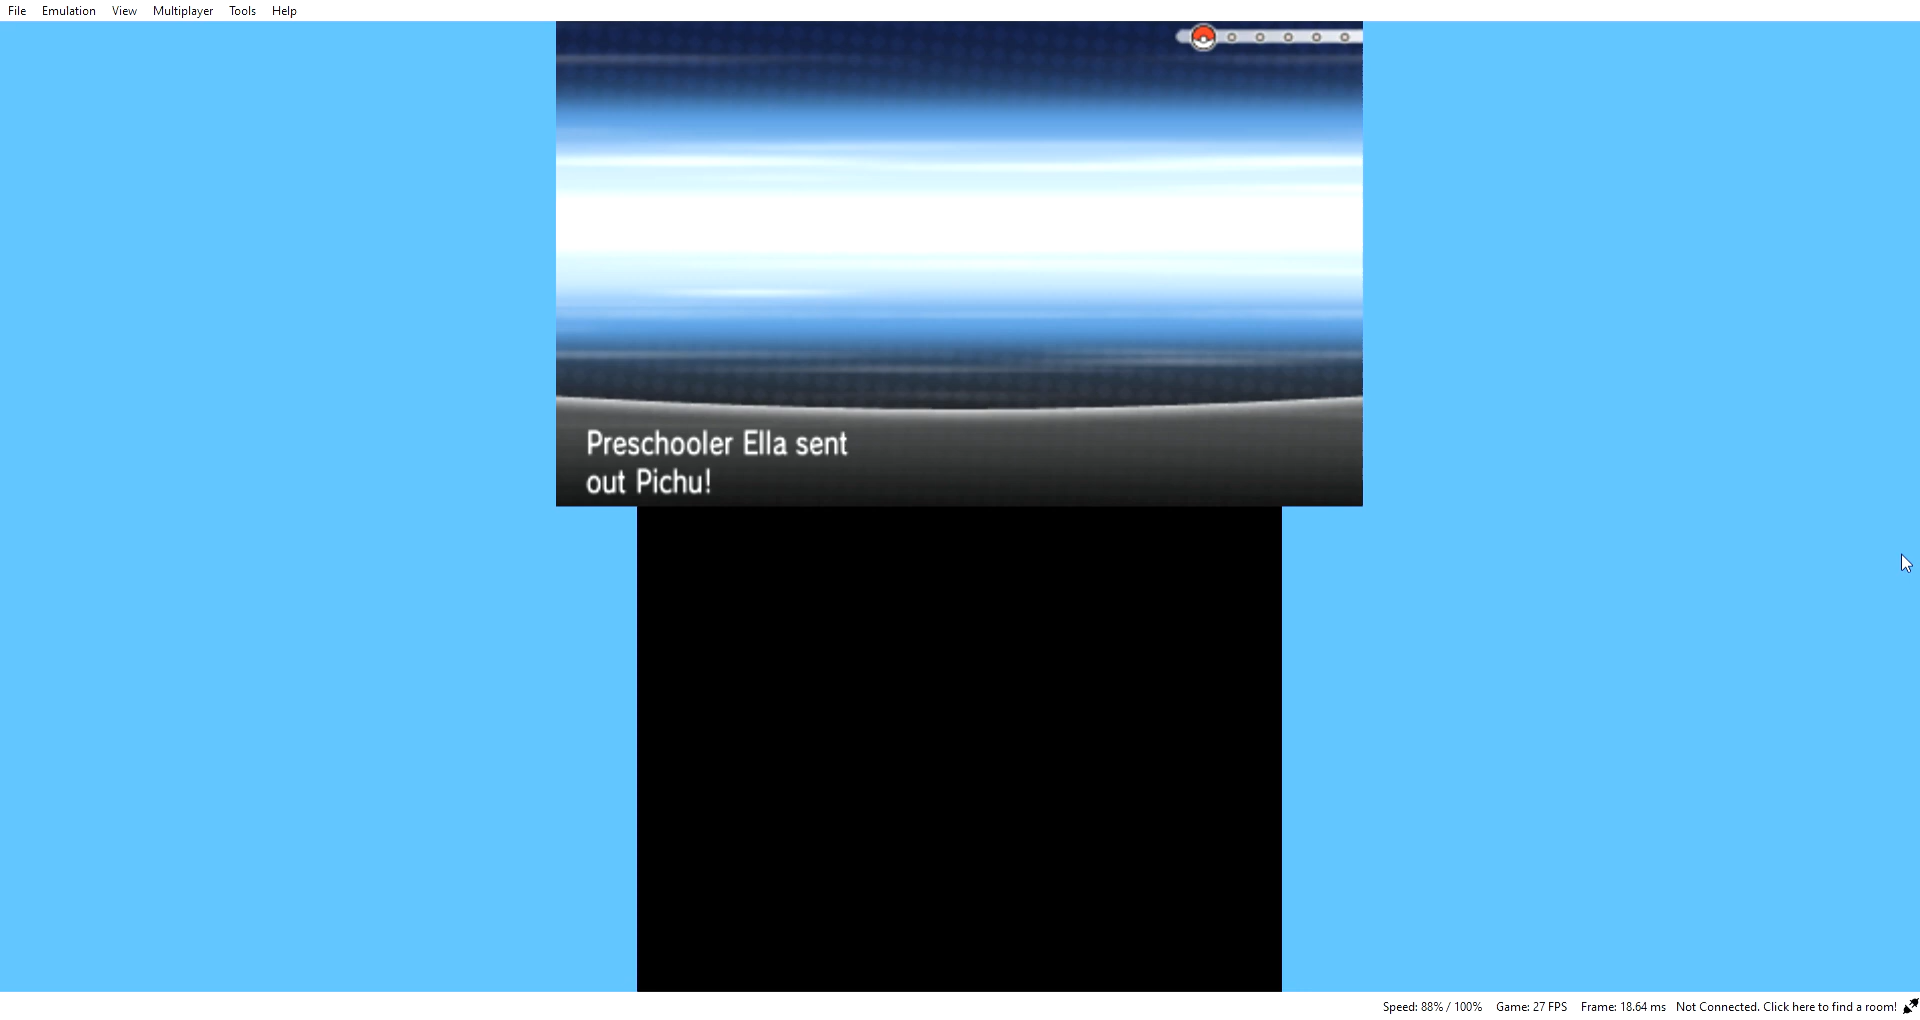 File Emulation View Multiplayer Tools Help
Preschooler Ella sent
out Pichu!
Speed: 88% / 100% Game: 27 FPS Frame: 18.64 ms Not Connected. Click here to find a room!